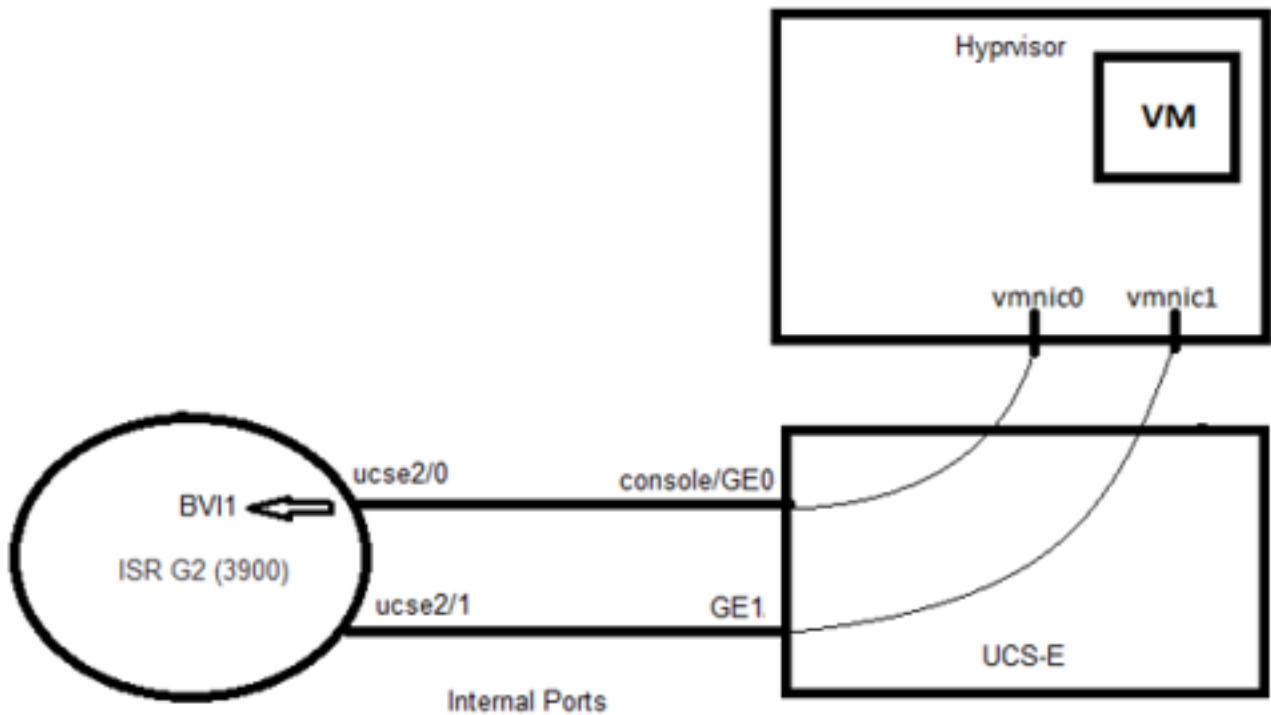 Hyprvisor
VM
vmnic0 vmnic1
ucse2/0 console/GE0
BVI1
ISR G2 (3900)
ucse2/1 GE1
UCS-E
Internal Ports